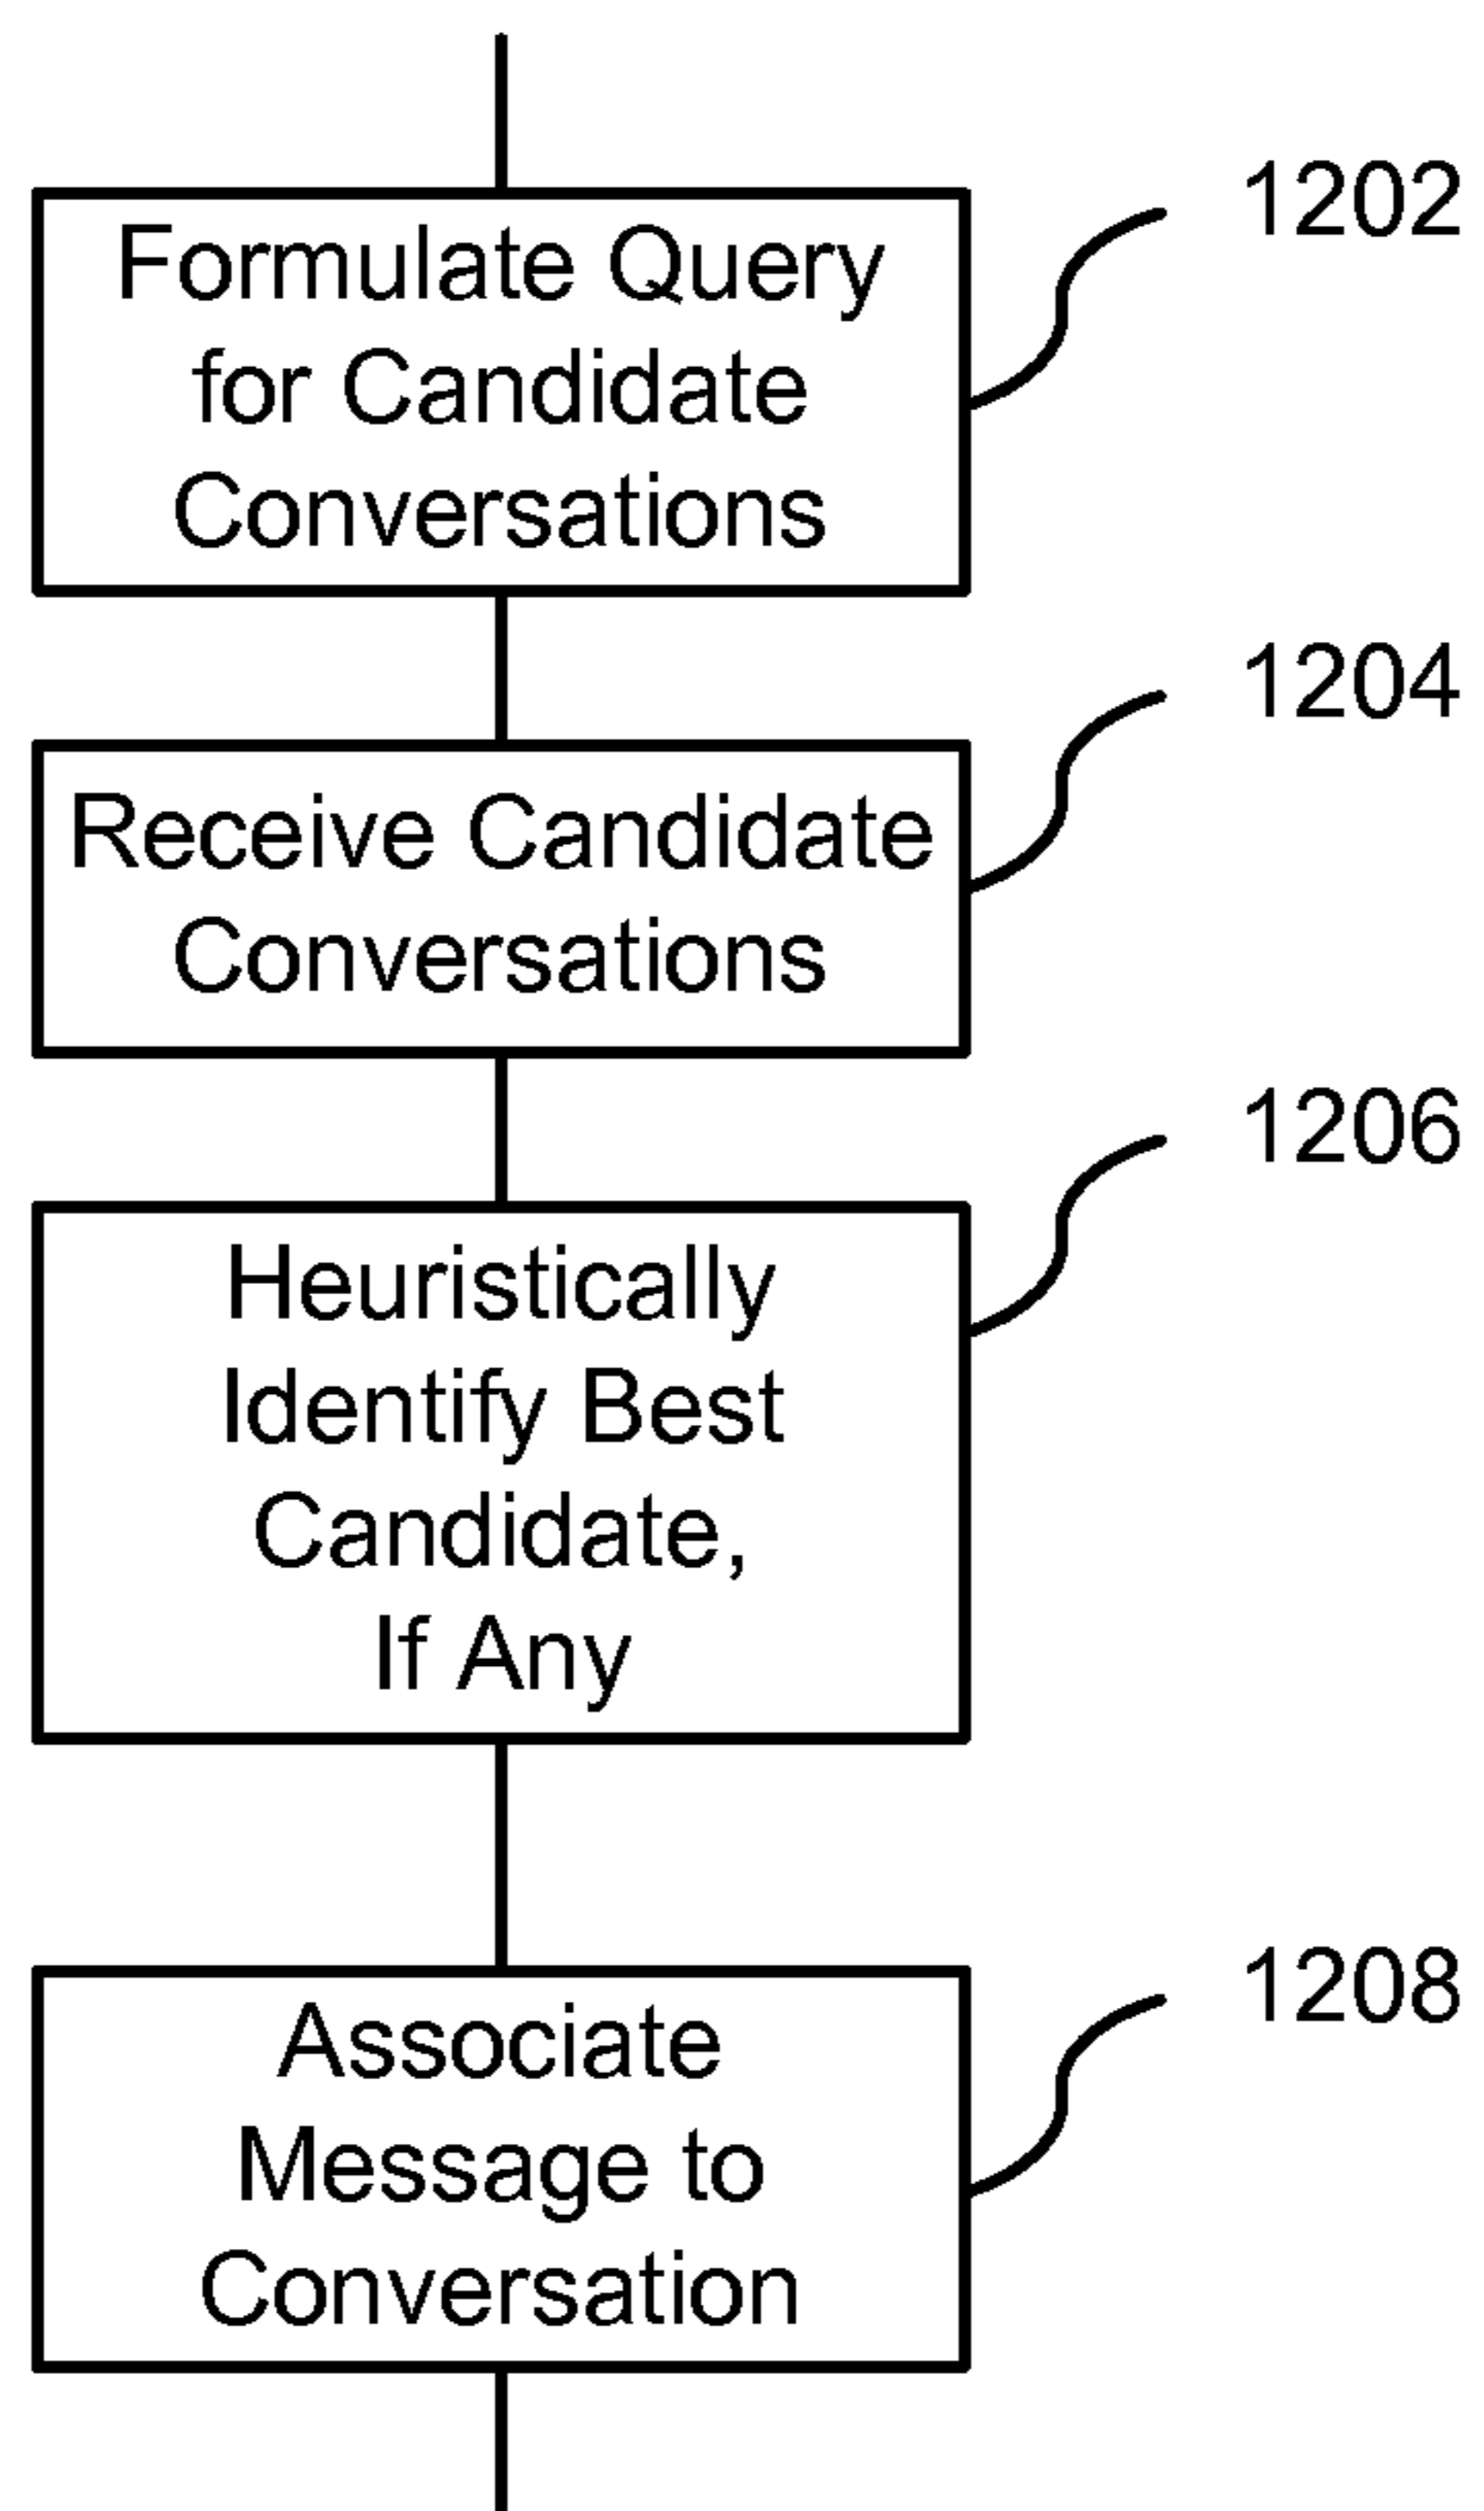 1202
Formulate Query
for Candidate
Conversations
1204
Receive Candidate
Conversations
1206
Heuristically
Identify Best
Candidate,
If Any
1208
Associate
Message to
Conversation